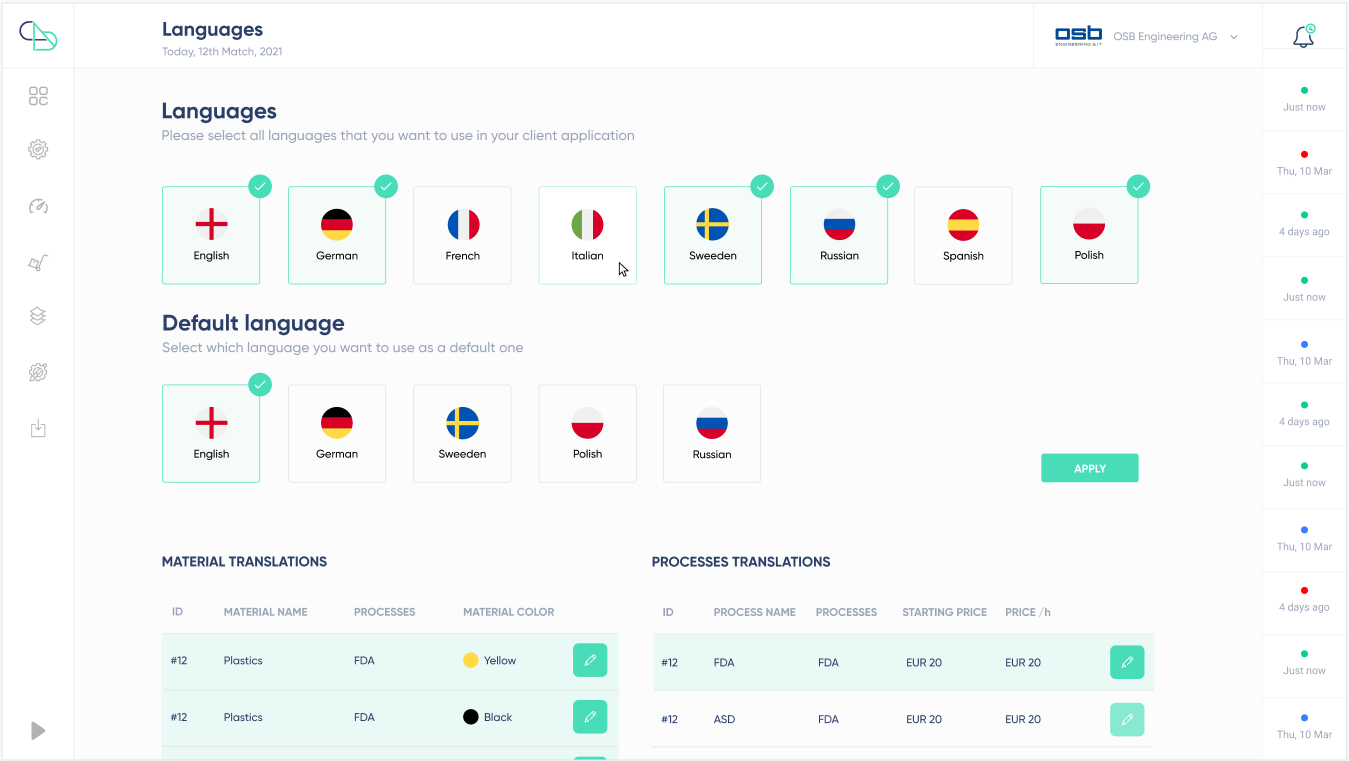 Languages
Today, 12th Match, 2021
osb
ENGINEERING & IT
OSB Engineering AG
4
Languages
Please select all languages that you want to use in your client application
English
German
French
Italian
Sweeden
Russian
Spanish
Polish
Default language
Select which language you want to use as a default one
English
German
Sweeden
Polish
Russian
APPLY
MATERIAL TRANSLATIONS
ID MATERIAL NAME PROCESSES MATERIAL COLOR
#12 Plastics FDA Yellow
#12 Plastics FDA Black
PROCESSES TRANSLATIONS
ID PROCESS NAME PROCESSES STARTING PRICE PRICE /h
#12 FDA FDA EUR 20 EUR 20
#12 ASD FDA EUR 20 EUR 20
Just now
Thu, 10 Mar
4 days ago
Just now
Thu, 10 Mar
4 days ago
Just now
Thu, 10 Mar
4 days ago
Just now
Thu, 10 Mar